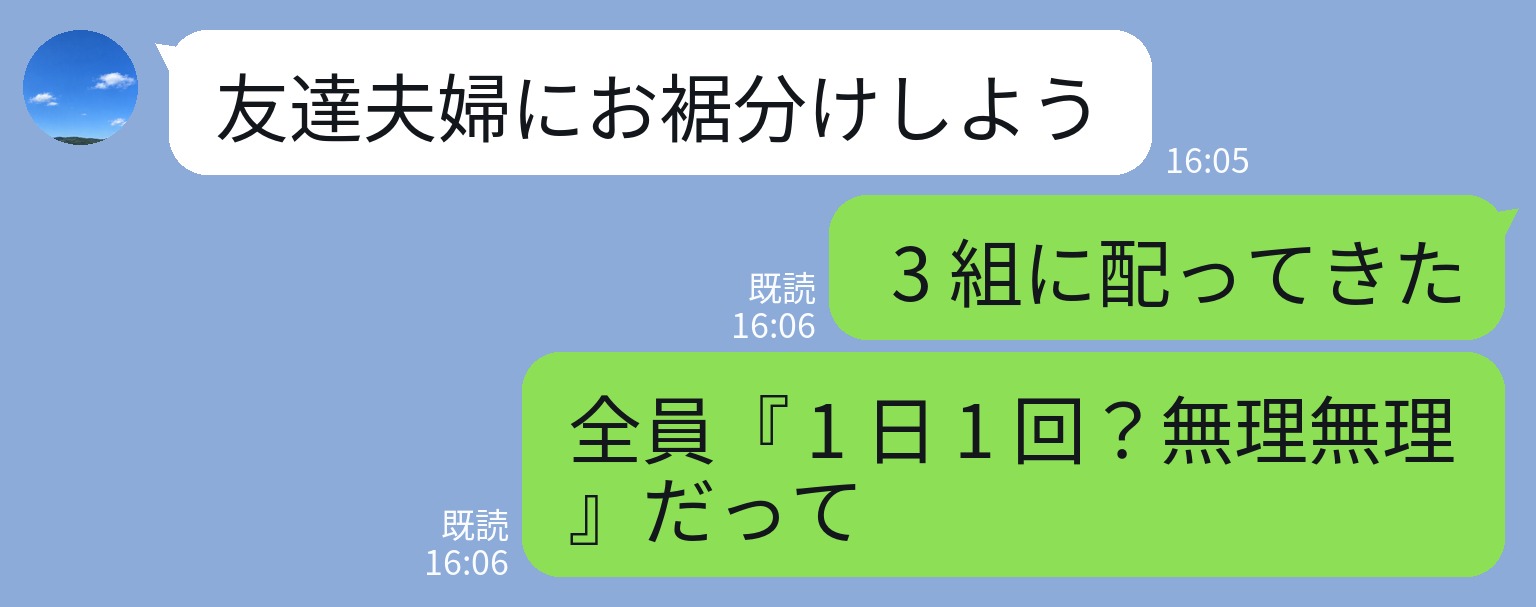 友達夫婦にお裾分けしよう
16:05
３組に配ってきた
既読
16:06
全員『１日１回？無理無理
』だって
既読
16:06